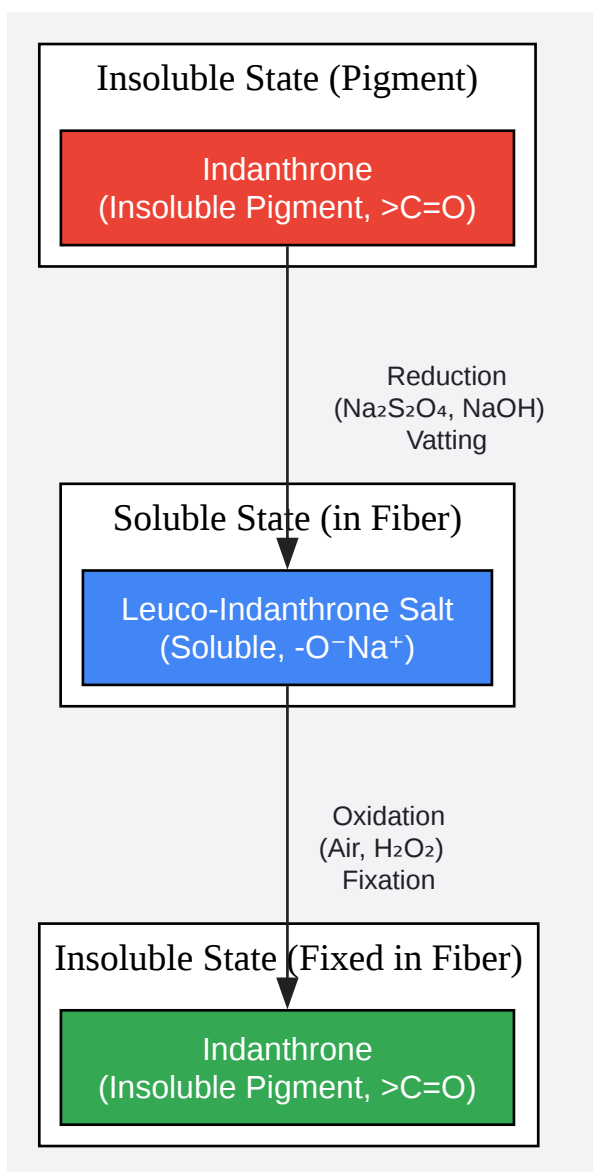 Insoluble State (Pigment)
Indanthrone
(Insoluble Pigment, >C=O)
Reduction
(Na₂S₂O₄, NaOH)
Vatting
Soluble State (in Fiber)
Leuco-Indanthrone Salt
(Soluble, -O⁻Na⁺)
Oxidation
(Air, H₂O₂)
Fixation
Insoluble State (Fixed in Fiber)
Indanthrone
(Insoluble Pigment, >C=O)